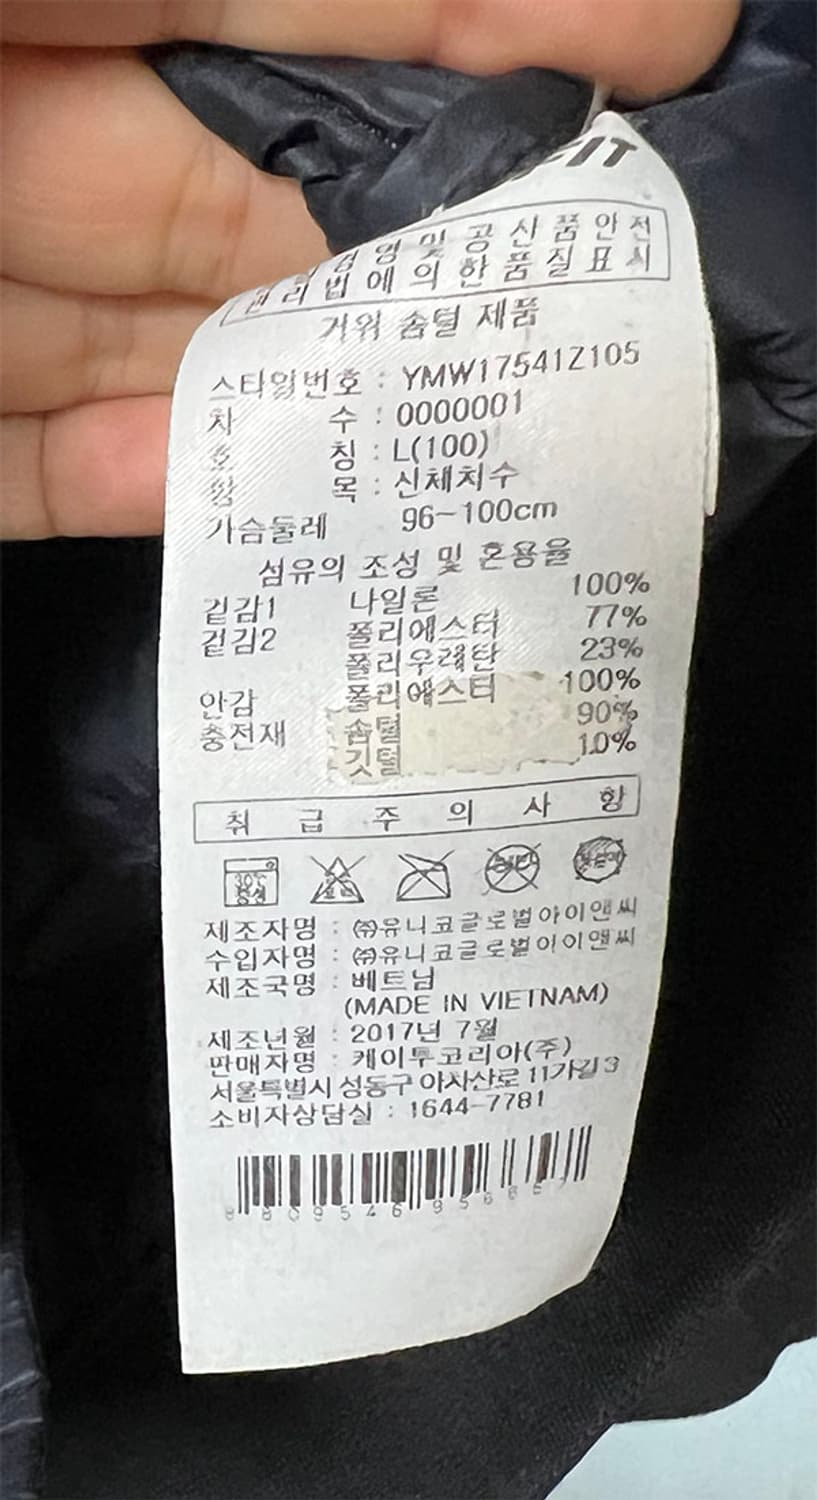 FIT
경영 및 공산품안전
관리법에의한품질표시
거위 솜털 제품
스타일번호 : YMW17541Z105
차 수 : 0000001
호 칭 : L(100)
항 목 : 신체치수
가슴둘레 96~100cm
섬유의 조성 및 혼용율
겉감1 나일론 100%
겉감2 폴리에스터 77%
폴리우레탄 23%
안감 폴리에스터 100%
충전재 솜털 90%
깃털 10%
취 급 주 의 사 항
30℃
제조자명 : ㈜유니코글로벌아이앤씨
수입자명 : ㈜유니코글로벌아이앤씨
제조국명 : 베트남
(MADE IN VIETNAM)
제조년월 : 2017년 7월
판매자명 : 케이투코리아(주)
서울특별시 성동구 아차산로 11가길 3
소비자상담실 : 1644-7781